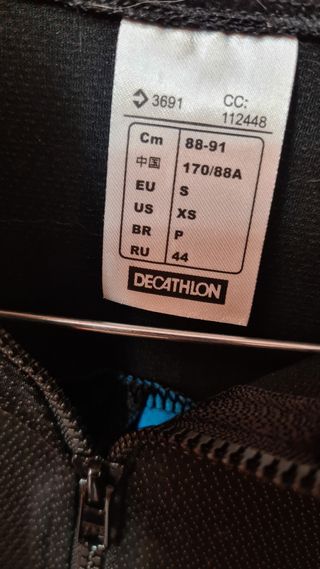 3691 CC:
112448
Cm 88-91
中国 170/88A
EU S
US XS
BR P
RU 44
DECATHLON